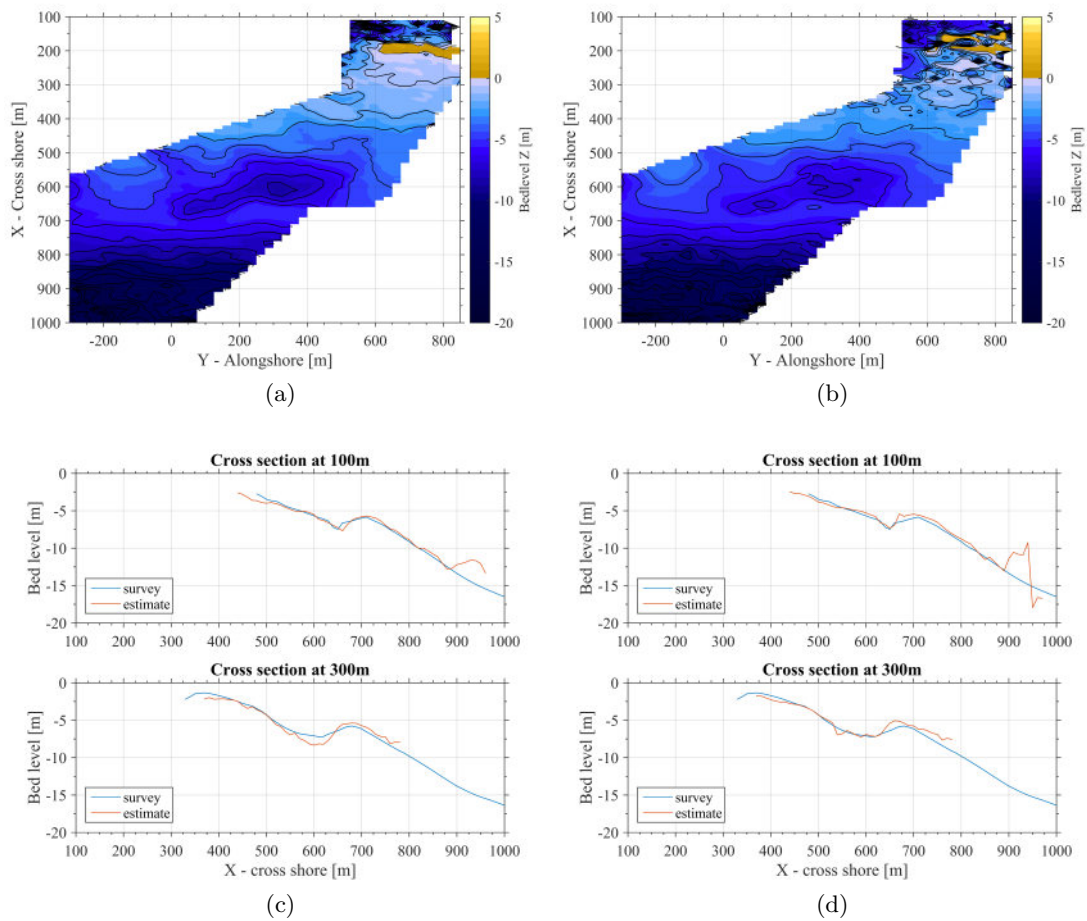 100
200
300
400
500
600
700
800
900
1000
X - Cross shore [m]
-200 0 200 400 600 800
Y - Alongshore [m]
5
0
-5
-10
-15
-20
Bedlevel Z [m]
(a)
100
200
300
400
500
600
700
800
900
1000
X - Cross shore [m]
-200 0 200 400 600 800
Y - Alongshore [m]
5
0
-5
-10
-15
-20
Bedlevel Z [m]
(b)
Cross section at 100m
0
-5
-10
-15
-20
Bed level [m]
survey
estimate
100 200 300 400 500 600 700 800 900 1000
Cross section at 300m
0
-5
-10
-15
-20
Bed level [m]
survey
estimate
100 200 300 400 500 600 700 800 900 1000
X - cross shore [m]
(c)
Cross section at 100m
0
-5
-10
-15
-20
Bed level [m]
survey
estimate
100 200 300 400 500 600 700 800 900 1000
Cross section at 300m
0
-5
-10
-15
-20
Bed level [m]
survey
estimate
100 200 300 400 500 600 700 800 900 1000
X - cross shore [m]
(d)